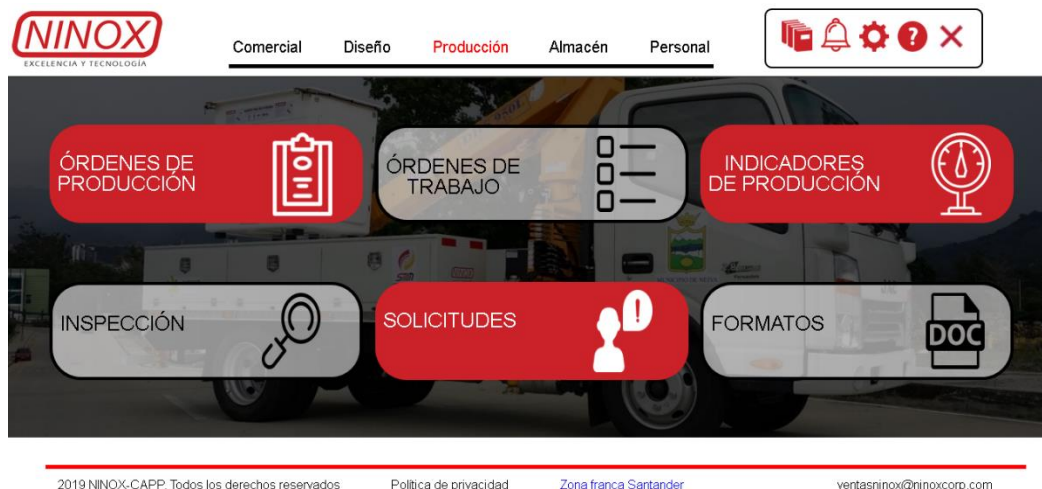 NINOX
EXCELENCIA Y TECNOLOGÍA
Comercial Diseño Producción Almacén Personal
?
ÓRDENES DE
PRODUCCIÓN
ÓRDENES DE
TRABAJO
INDICADORES
DE PRODUCCIÓN
INSPECCIÓN
SOLICITUDES
!
FORMATOS
DOC
2019 NINOX-CAPP. Todos los derechos reservados Política de privacidad Zona franca Santander ventasninox@ninoxcorp.com